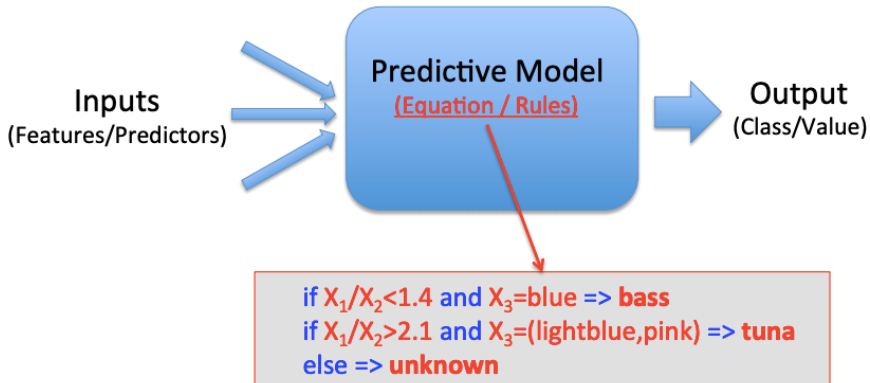 Inputs
(Features/Predictors)
Predictive Model
(Equation / Rules)
Output
(Class/Value)
if X₁/X₂<1.4 and X₃=blue => bass
if X₁/X₂>2.1 and X₃=(lightblue,pink) => tuna
else => unknown